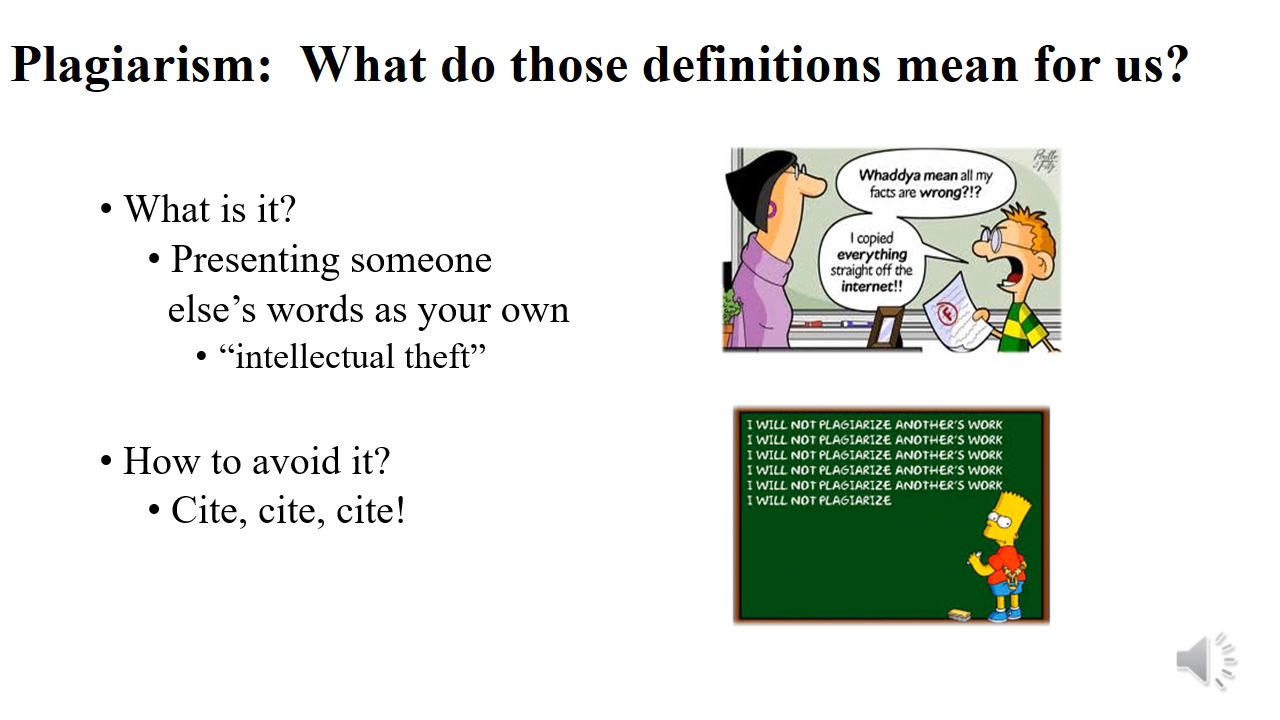 Plagiarism:  What do those definitions mean for us?
• What is it?
• Presenting someone
else’s words as your own
• “intellectual theft”
• How to avoid it?
• Cite, cite, cite!
Whaddya mean all my
facts are wrong?!?
I copied
everything
straight off the
internet!!
F
I WILL NOT PLAGIARIZE ANOTHER'S WORK
I WILL NOT PLAGIARIZE ANOTHER'S WORK
I WILL NOT PLAGIARIZE ANOTHER'S WORK
I WILL NOT PLAGIARIZE ANOTHER'S WORK
I WILL NOT PLAGIARIZE ANOTHER'S WORK
I WILL NOT PLAGIARIZE